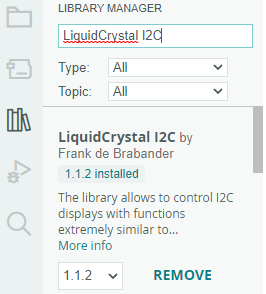 LIBRARY MANAGER
LiquidCrystal I2C
Type: All
Topic: All
LiquidCrystal I2C by
Frank de Brabander
1.1.2 installed
The library allows to control I2C
displays with functions
extremely similar to...
More info
1.1.2 REMOVE